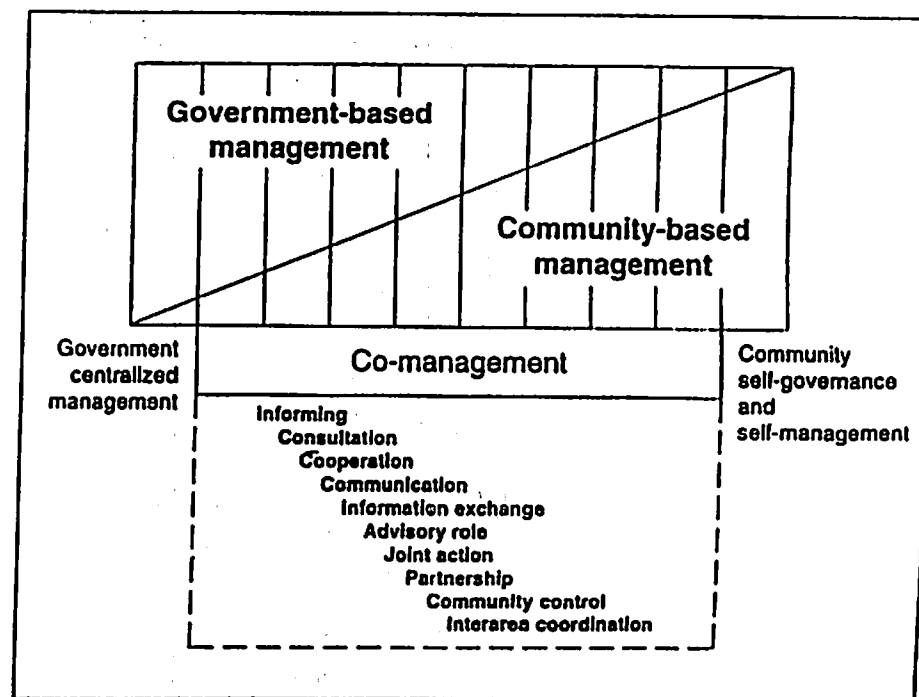 Government-based
management
Community-based
management
Government
centralized
management
Co-management
Community
self-governance
and
self-management
Informing
Consultation
Cooperation
Communication
Information exchange
Advisory role
Joint action
Partnership
Community control
Interarea coordination